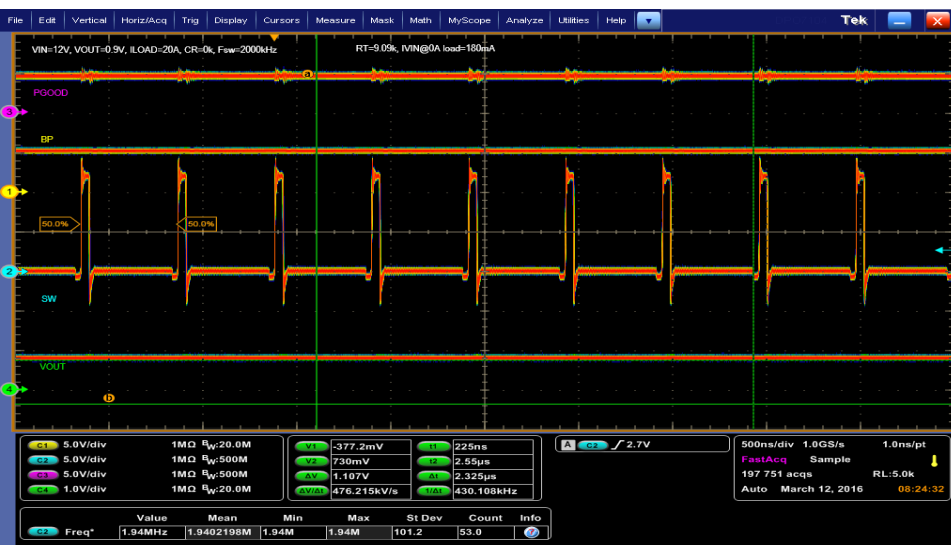 File Edit Vertical Horiz/Acq Trig Display Cursors Measure Mask Math MyScope Analyze Utilities Help Tek
VIN=12V, VOUT=0.9V, ILOAD=20A, CR=0k, Fsw=2000kHz RT=9.09k, IVIN@0A load=180mA
a
PGOOD
3
BP
1
50.0% 50.0%
2
SW
VOUT
4
b
C1 5.0V/div 1MΩ BW:20.0M
C2 5.0V/div 1MΩ BW:500M
C3 5.0V/div 1MΩ BW:500M
C4 1.0V/div 1MΩ BW:20.0M
V1 -377.2mV t1 225ns
V2 730mV t2 2.55µs
ΔV 1.107V Δt 2.325µs
ΔV/Δt 476.215kV/s 1/Δt 430.108kHz
A C2 2.7V
500ns/div 1.0GS/s 1.0ns/pt
FastAcq Sample
197 751 acqs RL:5.0k
Auto March 12, 2016 08:24:32
Value Mean Min Max St Dev Count Info
C2 Freq* 1.94MHz 1.9402198M 1.94M 1.94M 101.2 53.0